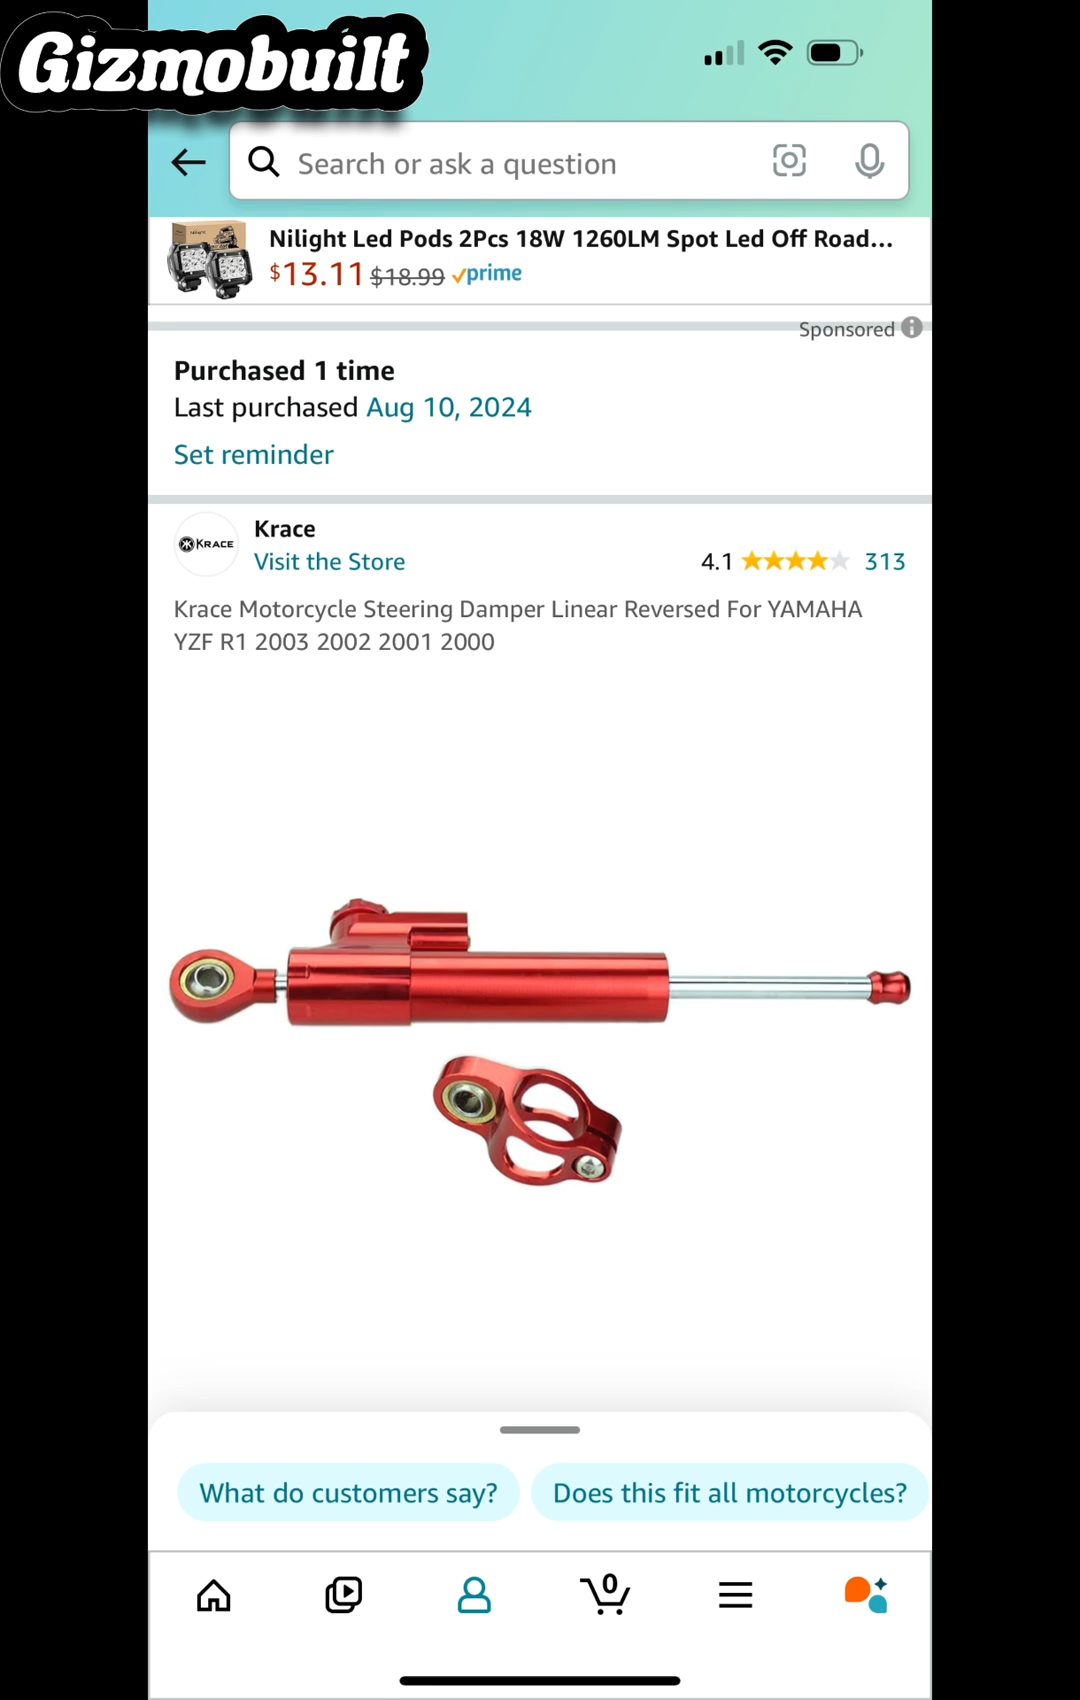 Gizmobuilt
Search or ask a question
Nilight Led Pods 2Pcs 18W 1260LM Spot Led Off Road...
$13.11 $18.99 prime
Sponsored
Purchased 1 time
Last purchased Aug 10, 2024
Set reminder
KRACE
Krace
Visit the Store
4.1 313
Krace Motorcycle Steering Damper Linear Reversed For YAMAHA
YZF R1 2003 2002 2001 2000
What do customers say?
Does this fit all motorcycles?
0